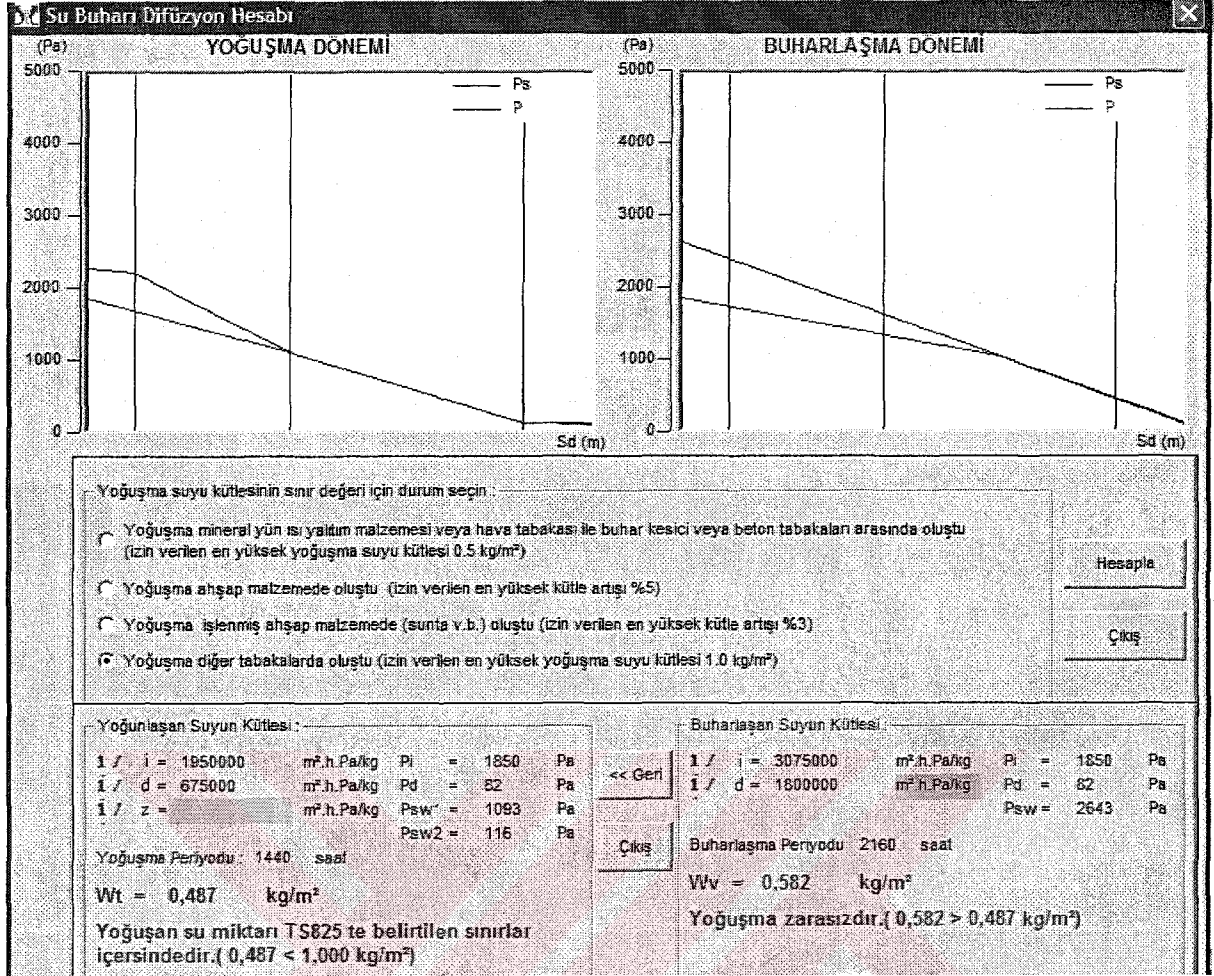 Su Buharı Difüzyon Hesabı
(Pa) YOĞUŞMA DÖNEMİ
5000
4000
3000
2000
1000
0
Ps
P
Sd (m)
(Pa) BUHARLAŞMA DÖNEMİ
5000
4000
3000
2000
1000
0
Ps
P
Sd (m)
Yoğuşma suyu kütlesinin sınır değeri için durum seçin :
Yoğuşma mineral yün ısı yalıtım malzemesi veya hava tabakası ile buhar kesici veya beton tabakaları arasında oluştu
(izin verilen en yüksek yoğuşma suyu kütlesi 0.5 kg/m²)
Yoğuşma ahşap malzemede oluştu (izin verilen en yüksek kütle artışı %5)
Yoğuşma işlenmiş ahşap malzemede (sunta v.b.) oluştu (izin verilen en yüksek kütle artışı %3)
Yoğuşma diğer tabakalarda oluştu (izin verilen en yüksek yoğuşma suyu kütlesi 1.0 kg/m²)
Hesapla
Çıkış
Yoğunlaşan Suyun Kütlesi :
1 / i = 1950000 m².h.Pa/kg Pi = 1850 Pa
1 / d = 675000 m².h.Pa/kg Pd = 82 Pa
1 / z = m².h.Pa/kg Psw1 = 1093 Pa
Psw2 = 116 Pa
Yoğuşma Periyodu : 1440 saat
Wt = 0,487 kg/m²
Yoğuşan su miktarı TS825 te belirtilen sınırlar
içersindedir.( 0,487 < 1,000 kg/m²)
<< Geri
Çıkış
Buharlaşan Suyun Kütlesi :
1 / i = 3075000 m².h.Pa/kg Pi = 1850 Pa
1 / d = 1800000 m².h.Pa/kg Pd = 82 Pa
Psw = 2643 Pa
Buharlaşma Periyodu 2160 saat
Wv = 0,582 kg/m²
Yoğuşma zarasızdır.( 0,582 > 0,487 kg/m²)